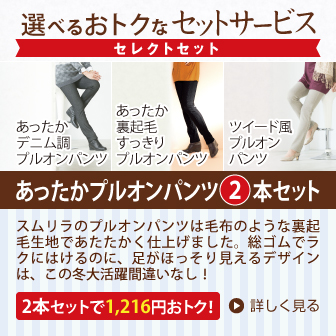 選べるおトクなセットサービス
セレクトセット
あったか
デニム調
プルオンパンツ
あったか
裏起毛
すっきり
プルオンパンツ
ツイード風
プルオン
パンツ
あったかプルオンパンツ2本セット
スムリラのプルオンパンツは毛布のような裏起
毛生地であたたかく仕上げました。総ゴムでラ
クにはけるのに、足がほっそり見えるデザイン
は、この冬大活躍間違いなし！
2本セットで1,216円おトク!
詳しく見る